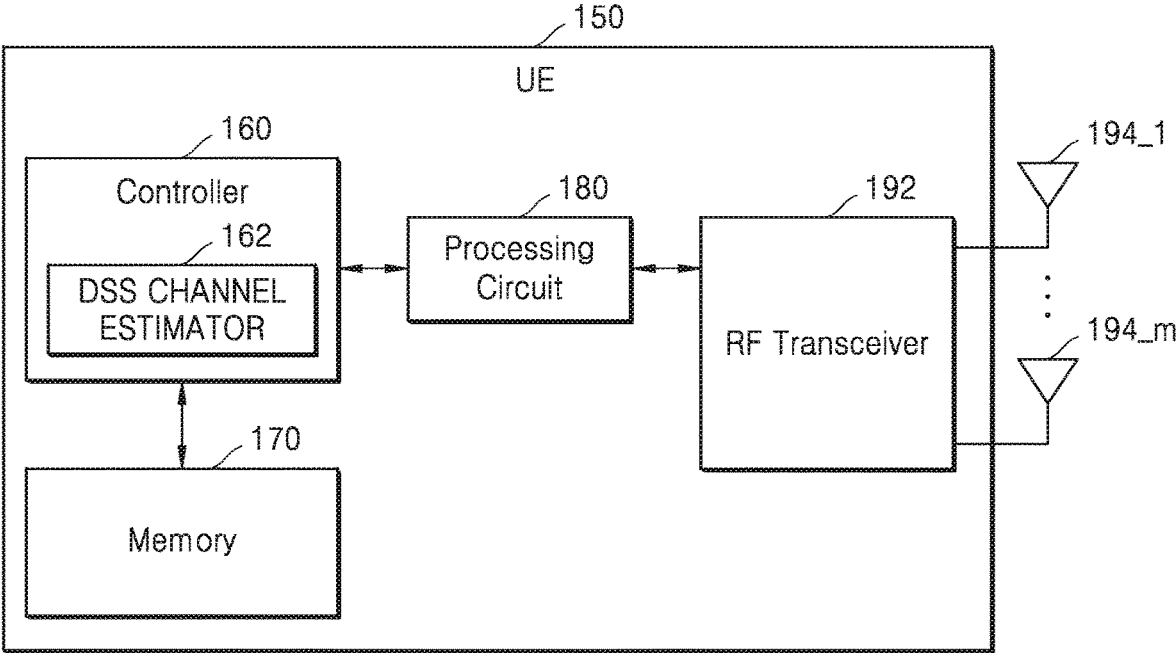 150
UE
160
Controller
162
DSS CHANNEL
ESTIMATOR
180
Processing
Circuit
192
RF Transceiver
194_1
194_m
170
Memory